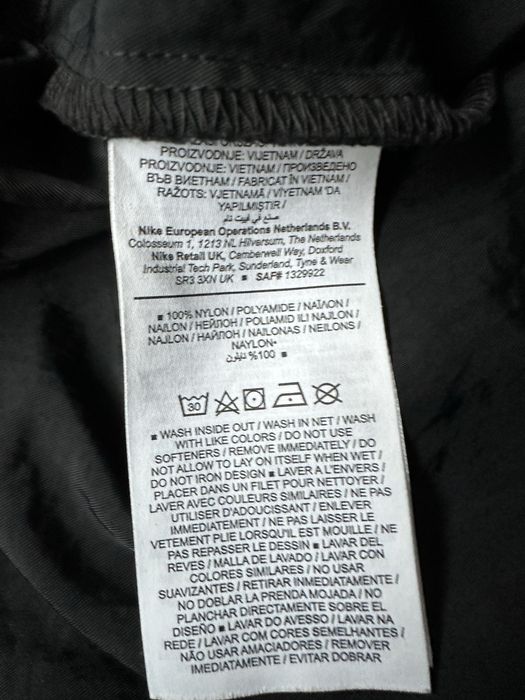 PROIZVODNJE: VIJETNAM / DRŽAVA
PROIZVODNJE: VIETNAM / ПРОИЗВЕДЕНО
ВЪВ ВИЕТНАМ / FABRICAT ÎN VIETNAM /
RAŽOTS: VJETNAMĀ / VİYETNAM 'DA
YAPILMIŞTIR /
صنع في فييت نام
Nike European Operations Netherlands B.V.
Colosseum 1, 1213 NL Hilversum, The Netherlands
Nike Retail UK, Camberwell Way, Doxford
Industrial Tech Park, Sunderland, Tyne & Wear
SR3 3XN UK ■ SAF# 1329922
■ 100% NYLON / POLYAMIDE / ΝΑΪΛΟΝ /
NAJLON / НЕЙЛОН / POLIAMID ILI NAJLON /
NAJLON / НАЙЛОН / NAILONAS / NEILONS /
NAYLON•
%100 نايلون ■
30
■ WASH INSIDE OUT / WASH IN NET / WASH
WITH LIKE COLORS / DO NOT USE
SOFTENERS / REMOVE IMMEDIATELY / DO
NOT ALLOW TO LAY ON ITSELF WHEN WET /
DO NOT IRON DESIGN ■ LAVER A L'ENVERS /
PLACER DANS UN FILET POUR NETTOYER /
LAVER AVEC COULEURS SIMILAIRES / NE PAS
UTILISER D'ADOUCISSANT / ENLEVER
IMMEDIATEMENT / NE PAS LAISSER LE
VETEMENT PLIE LORSQU'IL EST MOUILLE / NE
PAS REPASSER LE DESSIN ■ LAVAR DEL
REVES / MALLA DE LAVADO / LAVAR CON
COLORES SIMILARES / NO USAR
SUAVIZANTES / RETIRAR INMEDIATAMENTE /
NO DOBLAR LA PRENDA MOJADA / NO
PLANCHAR DIRECTAMENTE SOBRE EL
DISEÑO ■ LAVAR DO AVESSO / LAVAR NA
REDE / LAVAR COM CORES SEMELHANTES /
NÃO USAR AMACIADORES / REMOVER
IMEDIATAMENTE / EVITAR DOBRAR